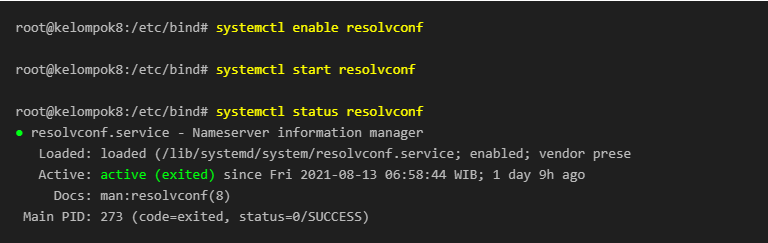 root@kelompok8:/etc/bind# systemctl enable resolvconf
root@kelompok8:/etc/bind# systemctl start resolvconf
root@kelompok8:/etc/bind# systemctl status resolvconf
● resolvconf.service - Nameserver information manager
Loaded: loaded (/lib/systemd/system/resolvconf.service; enabled; vendor prese
Active: active (exited) since Fri 2021-08-13 06:58:44 WIB; 1 day 9h ago
Docs: man:resolvconf(8)
Main PID: 273 (code=exited, status=0/SUCCESS)